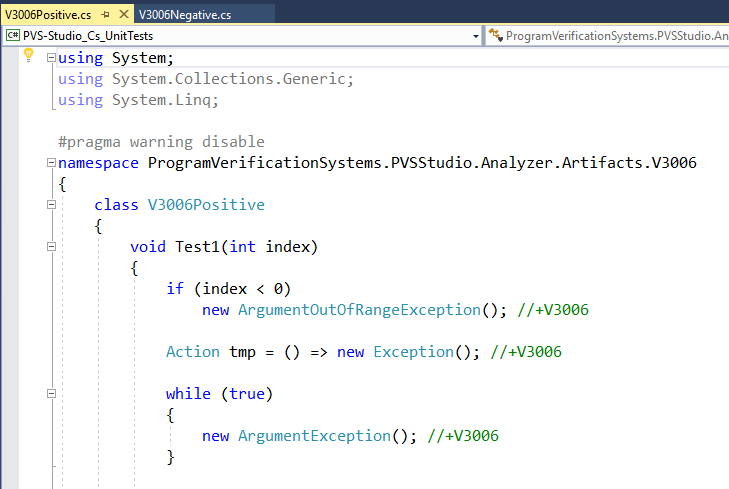 V3006Positive.cs V3006Negative.cs
C# PVS-Studio_Cs_UnitTests ProgramVerificationSystems.PVSStudio.An
using System;
using System.Collections.Generic;
using System.Linq;
#pragma warning disable
namespace ProgramVerificationSystems.PVSStudio.Analyzer.Artifacts.V3006
{
class V3006Positive
{
void Test1(int index)
{
if (index < 0)
new ArgumentOutOfRangeException(); //+V3006
Action tmp = () => new Exception(); //+V3006
while (true)
{
new ArgumentException(); //+V3006
}